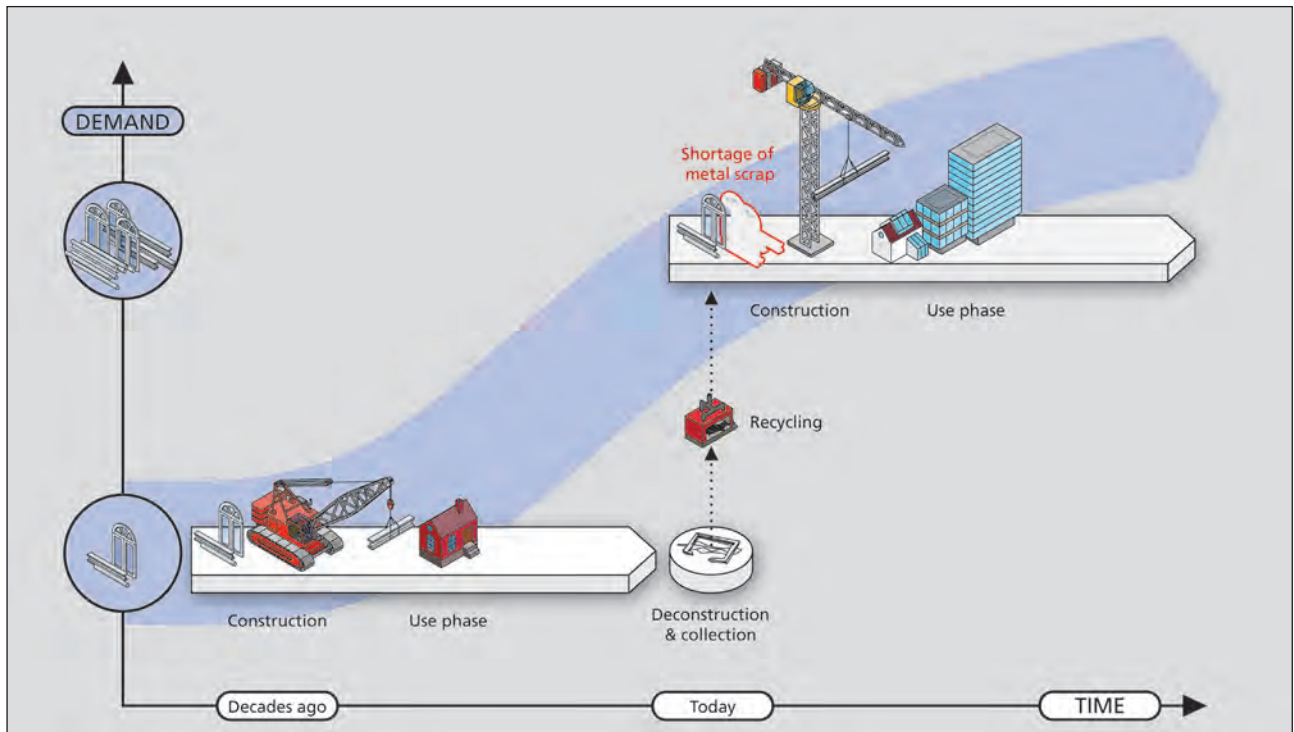 DEMAND
Shortage of
metal scrap
Construction
Use phase
Recycling
Construction
Use phase
Deconstruction
& collection
Decades ago
Today
TIME